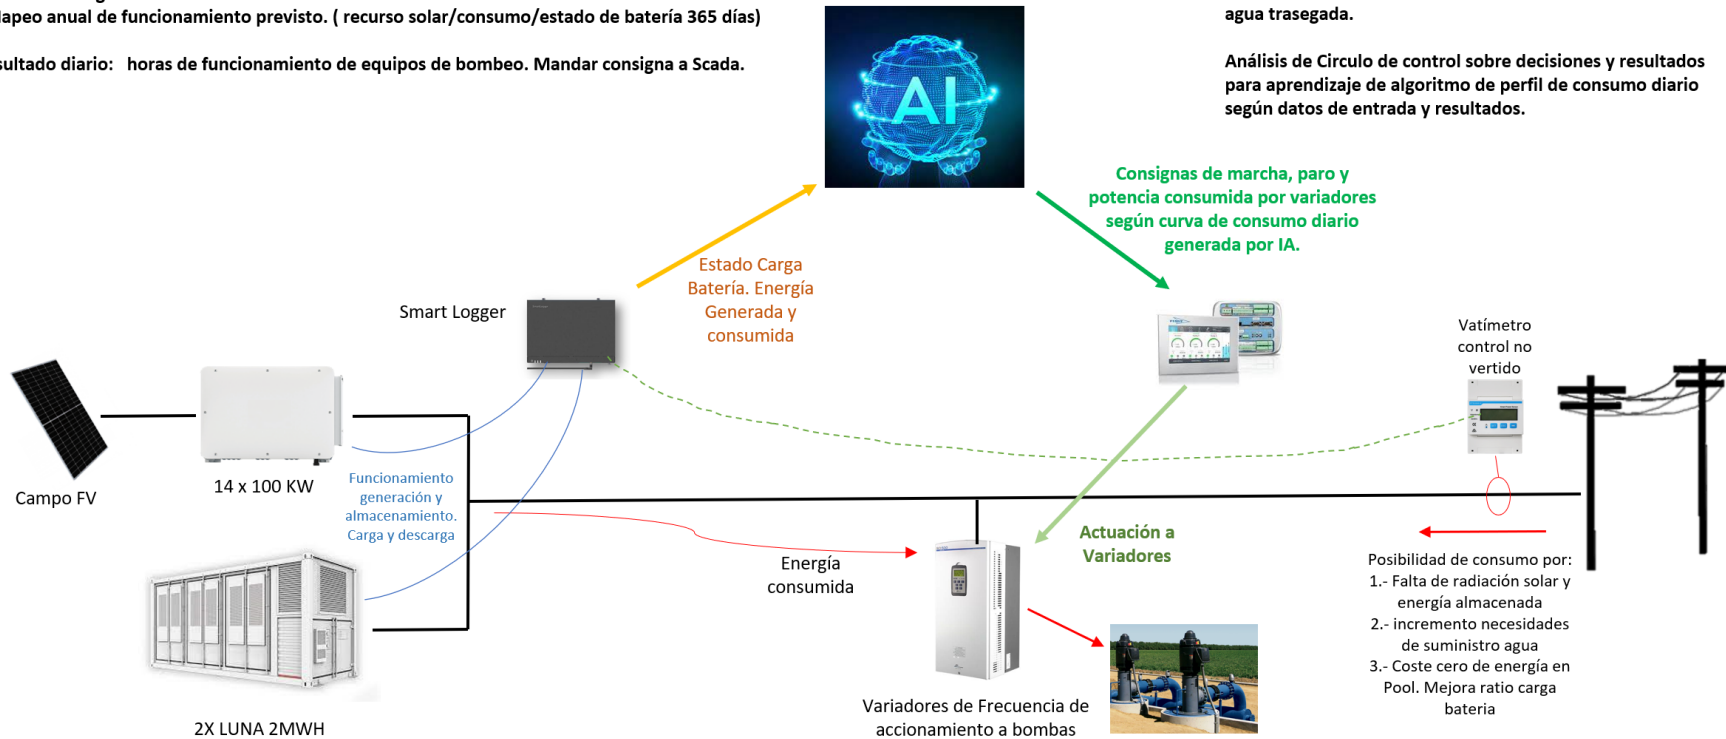 apeo anual de funcionamiento previsto. ( recurso solar/consumo/estado de batería 365 días)
sultado diario: horas de funcionamiento de equipos de bombeo. Mandar consigna a Scada.
agua trasegada.
Análisis de Circulo de control sobre decisiones y resultados
para aprendizaje de algoritmo de perfil de consumo diario
según datos de entrada y resultados.
AI
Consignas de marcha, paro y
potencia consumida por variadores
según curva de consumo diario
generada por IA.
Estado Carga
Batería. Energía
Generada y
consumida
Smart Logger
Vatímetro
control no
vertido
Campo FV
14 x 100 KW
Funcionamiento
generación y
almacenamiento.
Carga y descarga
Energía
consumida
Actuación a
Variadores
Posibilidad de consumo por:
1.- Falta de radiación solar y
energía almacenada
2.- incremento necesidades
de suministro agua
3.- Coste cero de energía en
Pool. Mejora ratio carga
bateria
2X LUNA 2MWH
Variadores de Frecuencia de
accionamiento a bombas